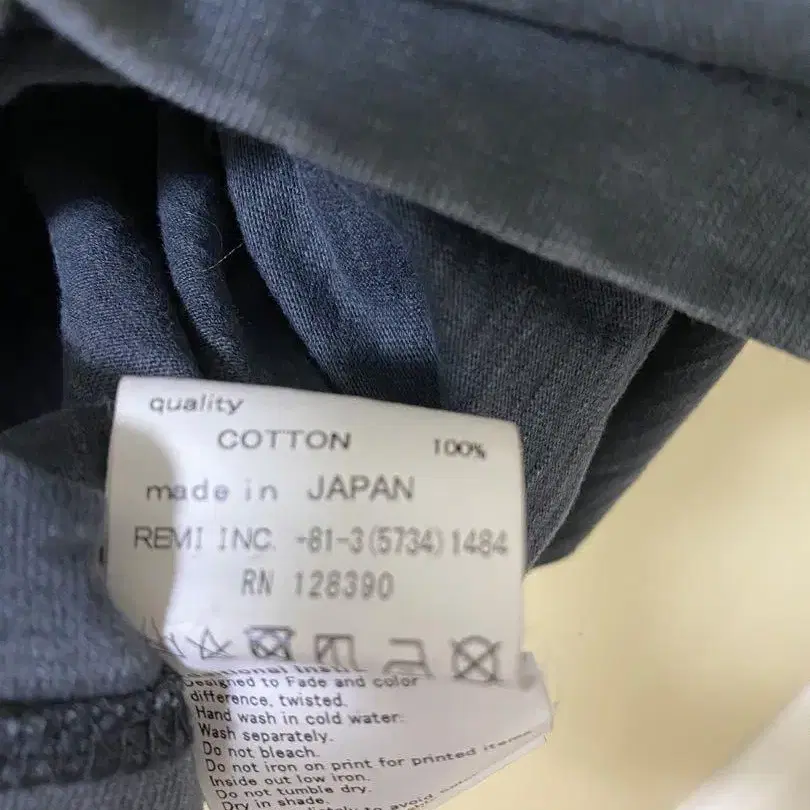 quality
COTTON 100%
made in JAPAN
REMI INC. -81-3(5734)1484
RN 128390
Designed to Fade and color
difference, twisted.
Hand wash in cold water.
Wash separately.
Do not bleach.
Do not iron on print for printed items
Inside out low iron.
Do not tumble dry.
Dry in shade.
to avoid